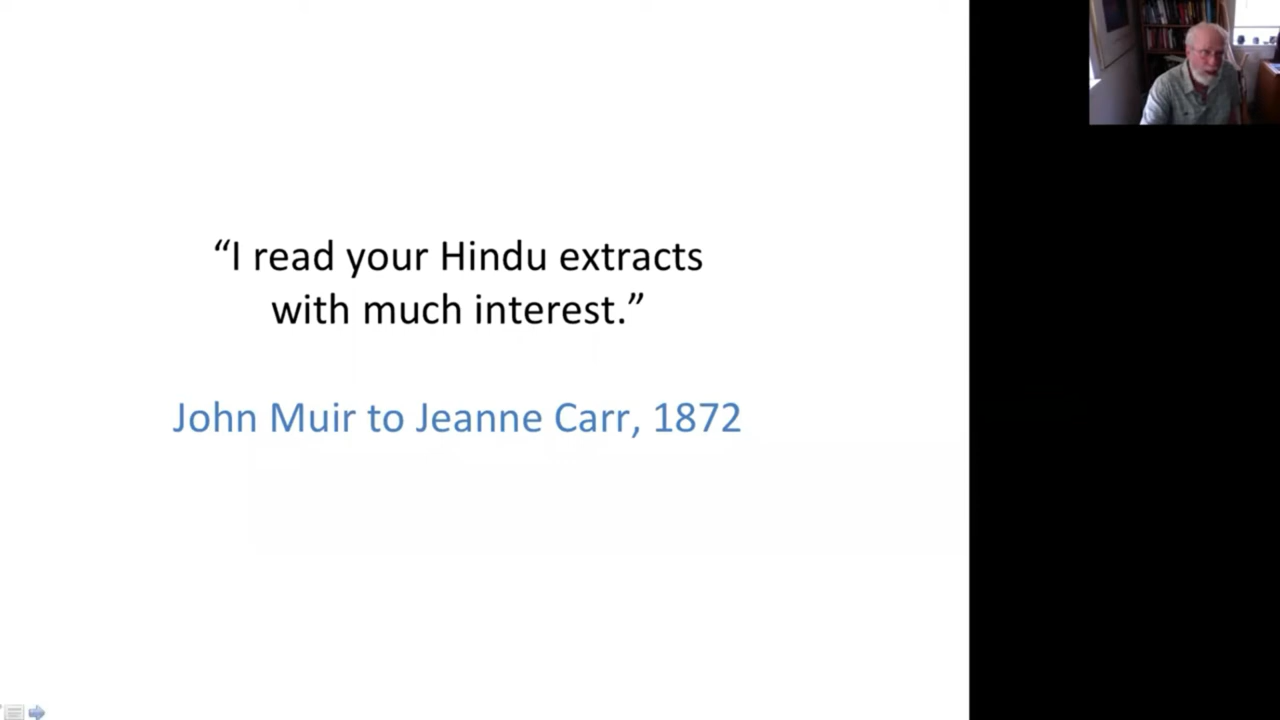 “I read your Hindu extracts
with much interest.”
John Muir to Jeanne Carr, 1872